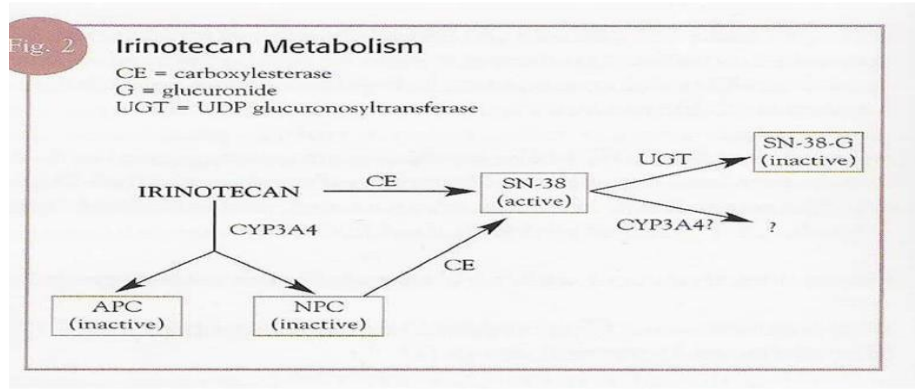 Fig. 2
Irinotecan Metabolism
CE = carboxylesterase
G = glucuronide
UGT = UDP glucuronosyltransferase
IRINOTECAN
CE
SN-38
(active)
UGT
SN-38-G
(inactive)
CYP3A4?
?
CYP3A4
CE
APC
(inactive)
NPC
(inactive)